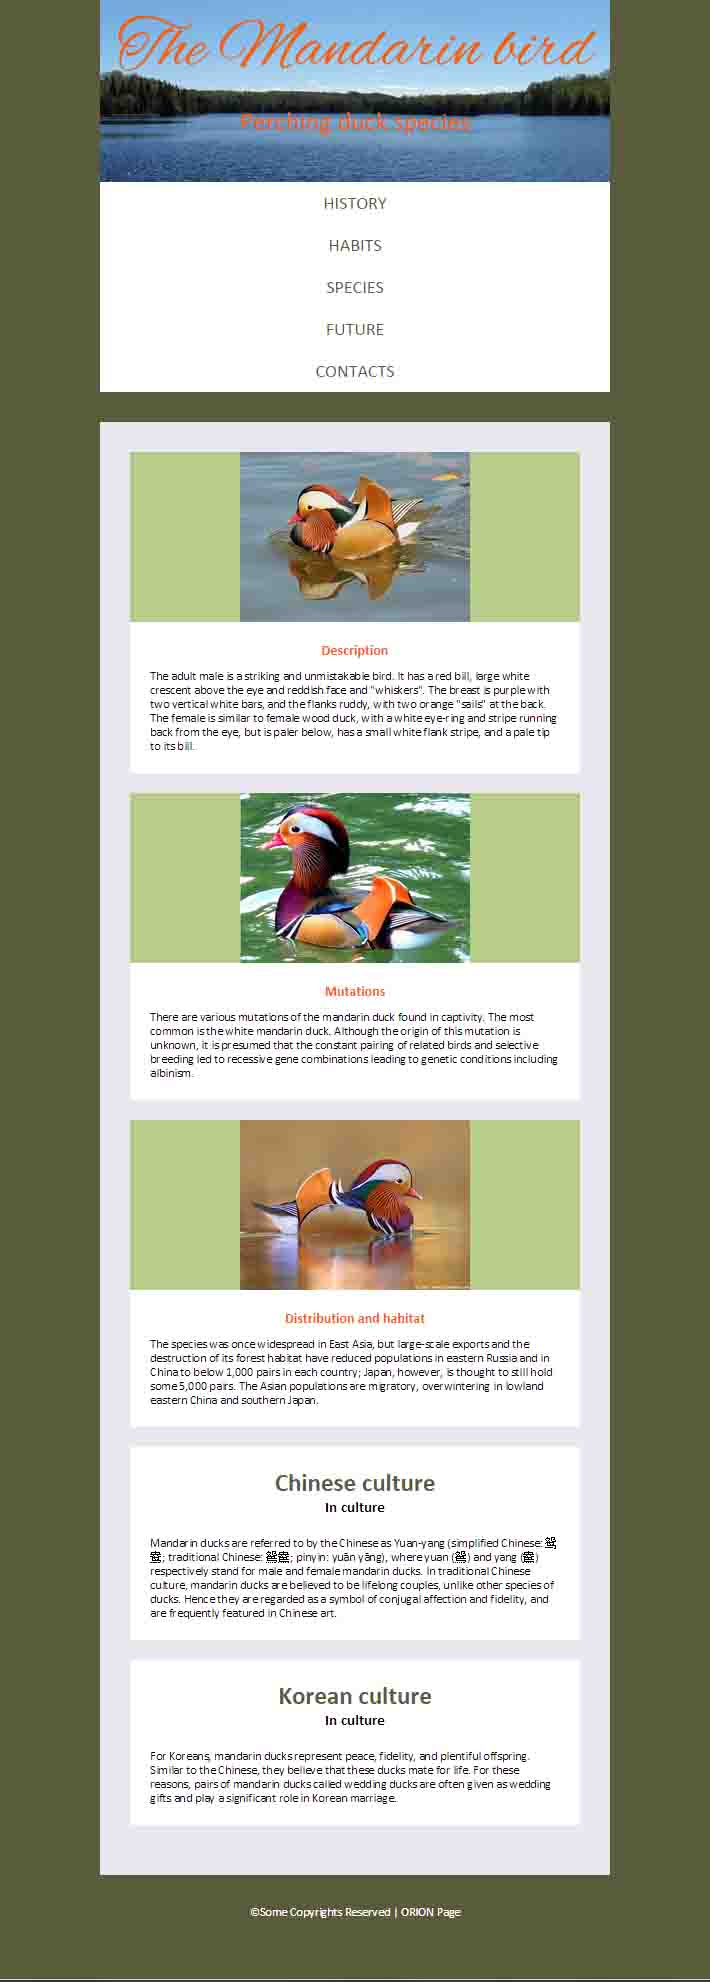 The Mandarin bird
Perching duck species
HISTORY
HABITS
SPECIES
FUTURE
CONTACTS
Description
The adult male is a striking and unmistakable bird. It has a red bill, large white
crescent above the eye and reddish face and "whiskers". The breast is purple with
two vertical white bars, and the flanks ruddy, with two orange "sails" at the back.
The female is similar to female wood duck, with a white eye-ring and stripe running
back from the eye, but is paler below, has a small white flank stripe, and a pale tip
to its bill.
Mutations
There are various mutations of the mandarin duck found in captivity. The most
common is the white mandarin duck. Although the origin of this mutation is
unknown, it is presumed that the constant pairing of related birds and selective
breeding led to recessive gene combinations leading to genetic conditions including
albinism.
Distribution and habitat
The species was once widespread in East Asia, but large-scale exports and the
destruction of its forest habitat have reduced populations in eastern Russia and in
China to below 1,000 pairs in each country; Japan, however, is thought to still hold
some 5,000 pairs. The Asian populations are migratory, overwintering in lowland
eastern China and southern Japan.
Chinese culture
In culture
Mandarin ducks are referred to by the Chinese as Yuan-yang (simplified Chinese: 鸳
鸯; traditional Chinese: 鴛鴦; pinyin: yuān yāng), where yuan (鴛) and yang (鴦)
respectively stand for male and female mandarin ducks. In traditional Chinese
culture, mandarin ducks are believed to be lifelong couples, unlike other species of
ducks. Hence they are regarded as a symbol of conjugal affection and fidelity, and
are frequently featured in Chinese art.
Korean culture
In culture
For Koreans, mandarin ducks represent peace, fidelity, and plentiful offspring.
Similar to the Chinese, they believe that these ducks mate for life. For these
reasons, pairs of mandarin ducks called wedding ducks are often given as wedding
gifts and play a significant role in Korean marriage.
©Some Copyrights Reserved | ORION Page